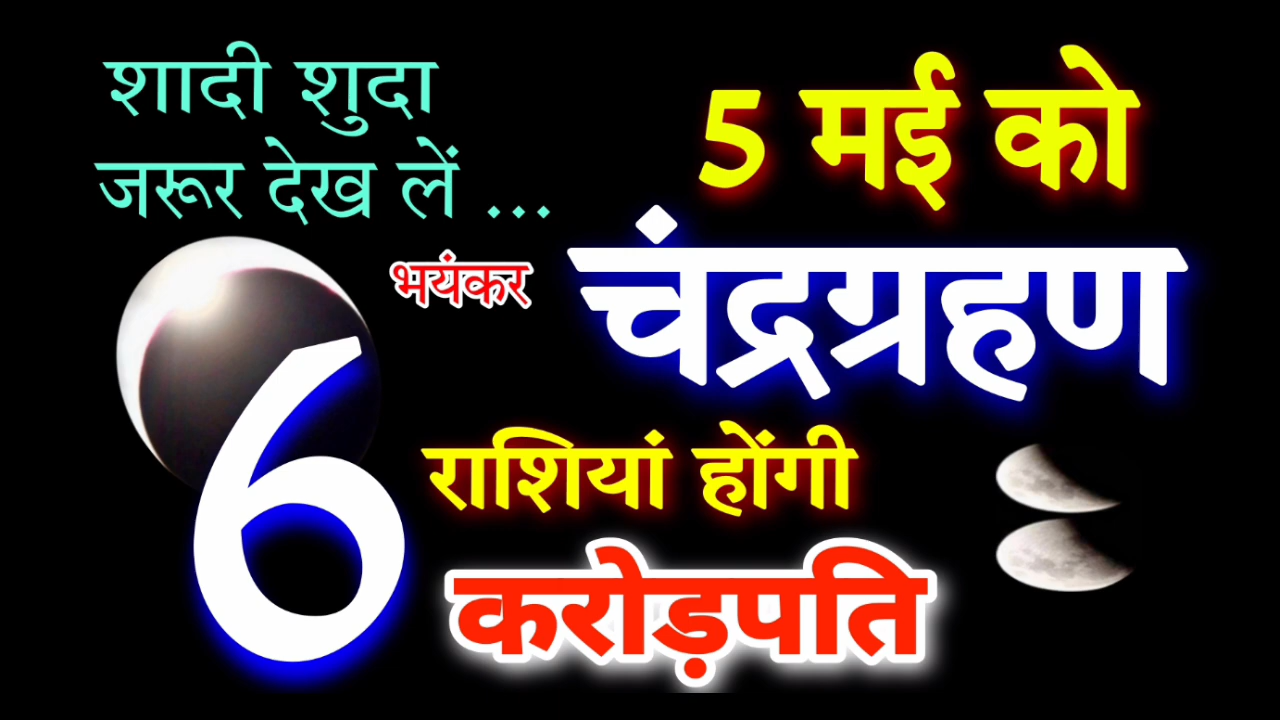 शादी शुदा
जरूर देख लें ...
5 मई को
भयंकर
चंद्रग्रहण
6
राशियां होंगी
करोड़पति